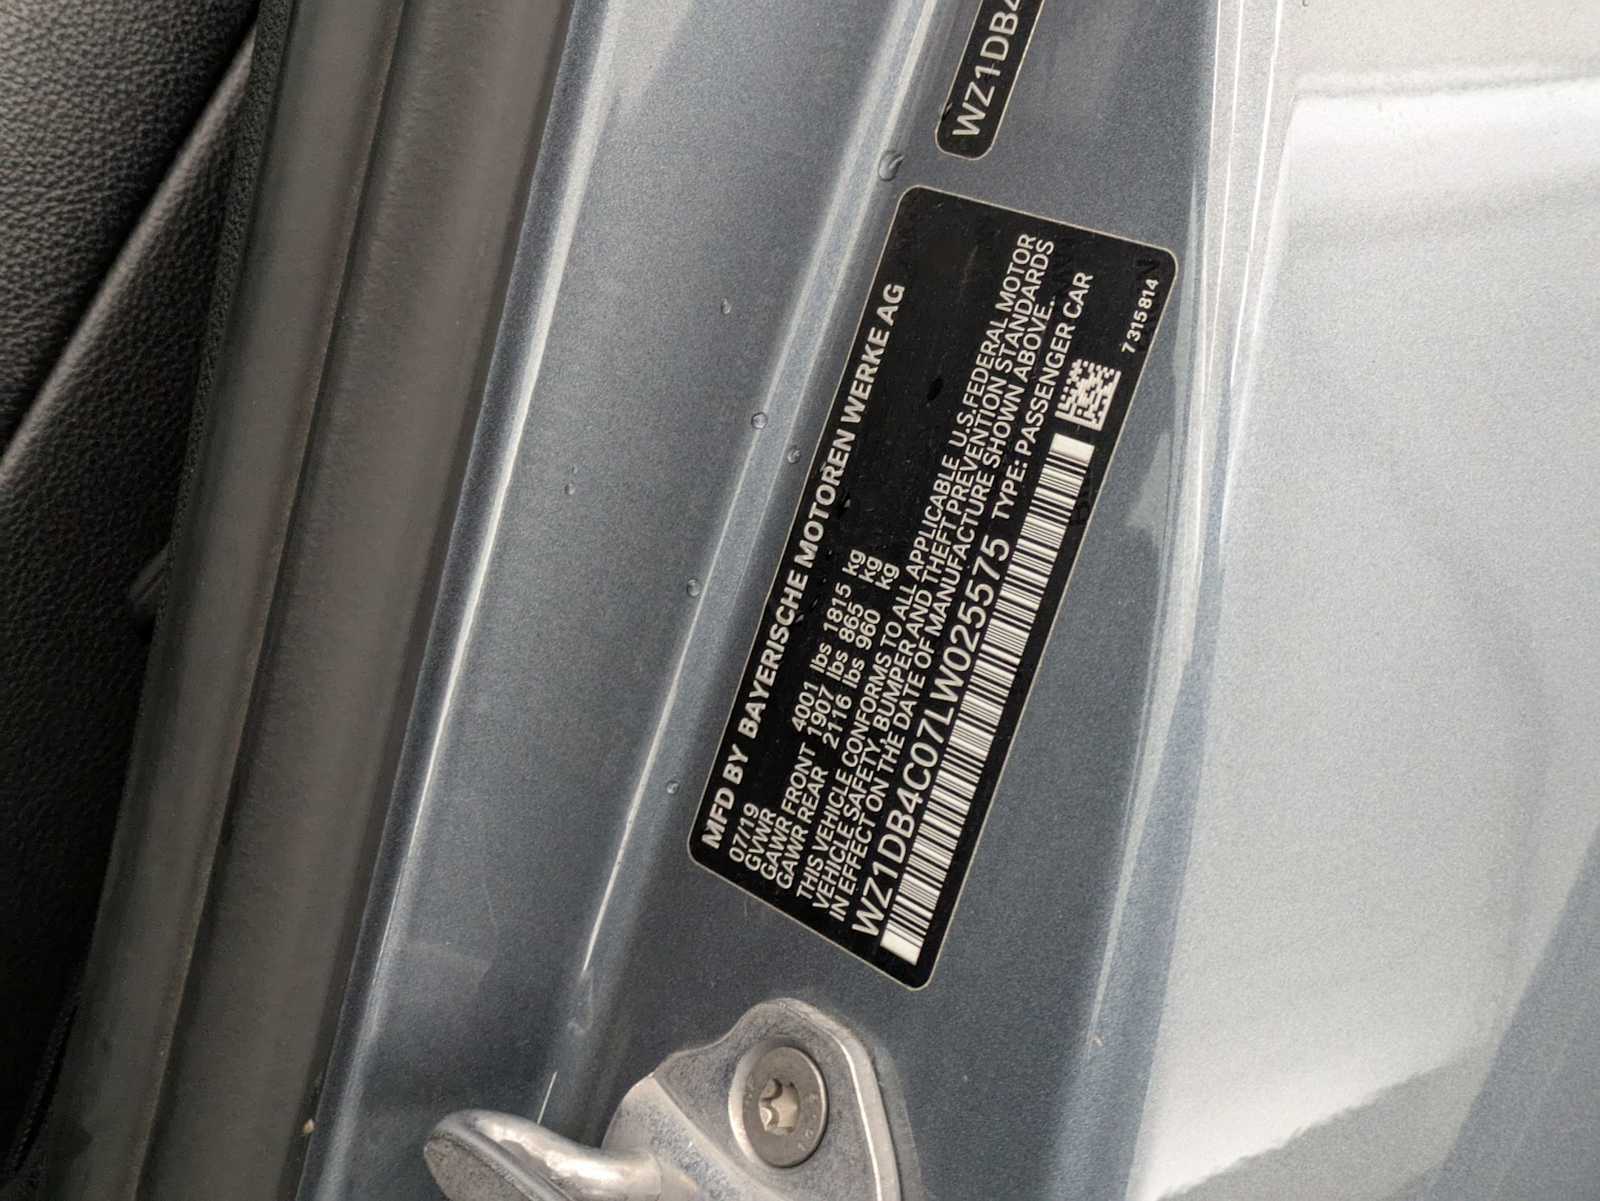 WZ1DB4
MFD BY BAYERISCHE MOTOREN WERKE AG
07/19
GVWR 4001 lbs 1815 kg
GAWR FRONT 1907 lbs 865 kg
GAWR REAR 2116 lbs 960 kg
THIS VEHICLE CONFORMS TO ALL APPLICABLE U.S.FEDERAL MOTOR
VEHICLE SAFETY, BUMPER AND THEFT PREVENTION STANDARDS
IN EFFECT ON THE DATE OF MANUFACTURE SHOWN ABOVE.
WZ1DB4C07LW025575 TYPE: PASSENGER CAR
7 315 814